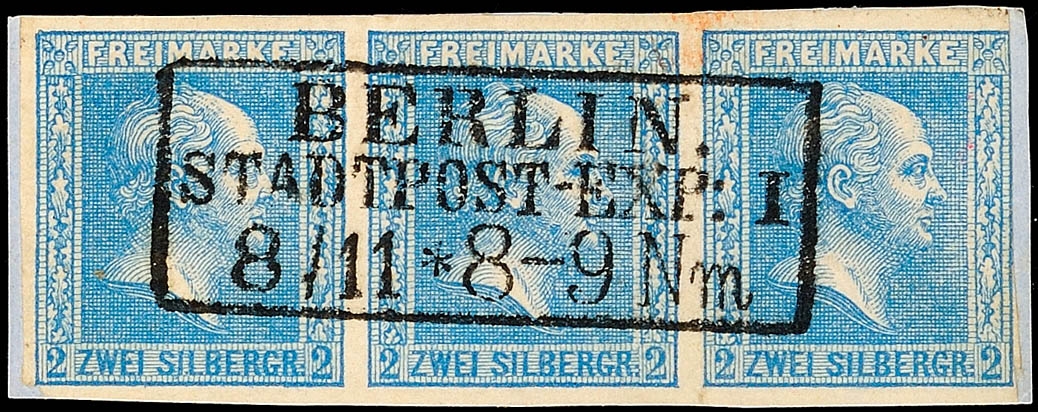 FREIMARKE FREIMARKE FREIMARKE
BERLIN.
STADTPOST-EXP: I
8/11 * 8-9 Nm
2 ZWEI SILBERGR. 2 2 ZWEI SILBERGR. 2 2 ZWEI SILBERGR. 2